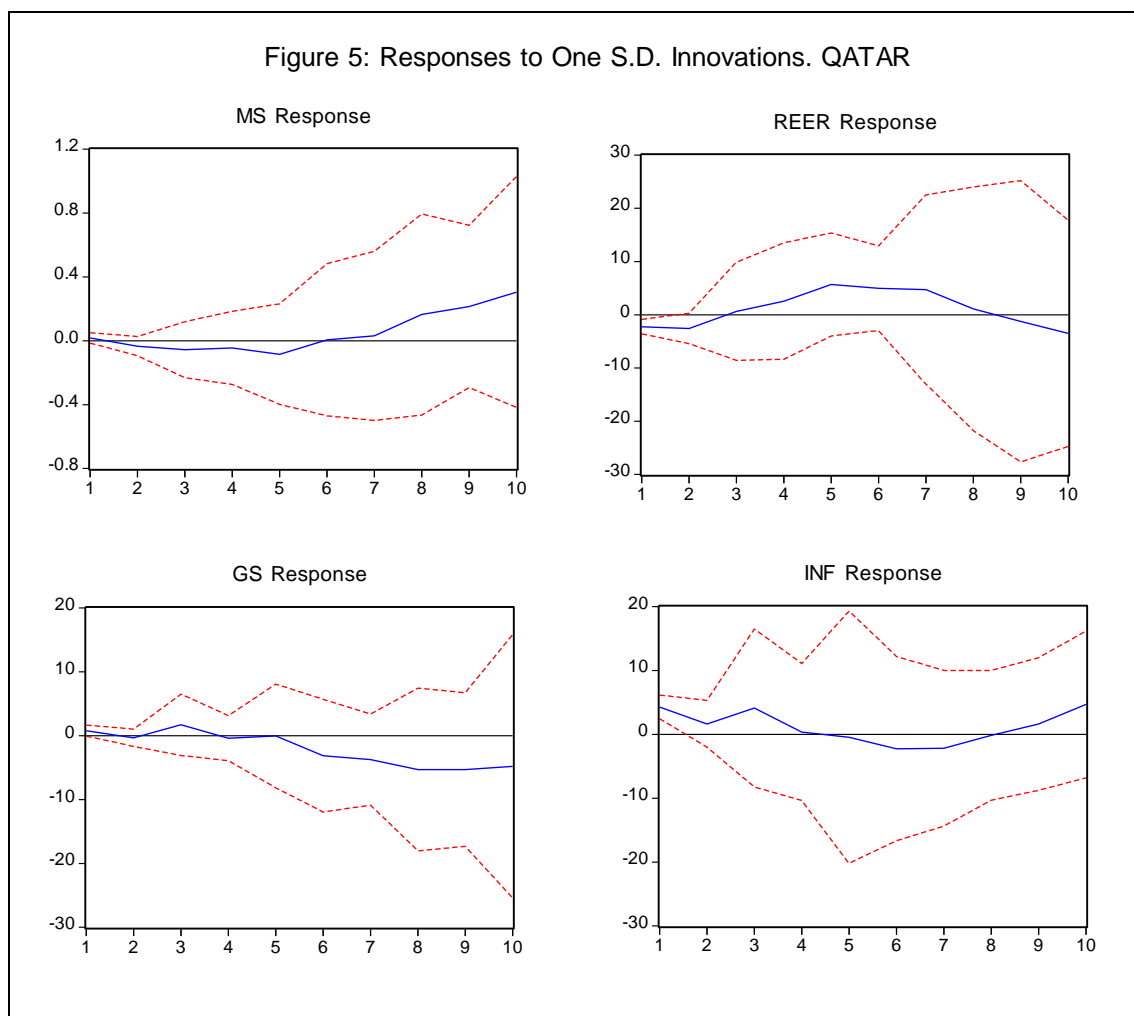 Figure 5: Responses to One S.D. Innovations. QATAR
MS Response
1.2
0.8
0.4
0.0
-0.4
-0.8
1 2 3 4 5 6 7 8 9 10
REER Response
30
20
10
0
-10
-20
-30
1 2 3 4 5 6 7 8 9 10
GS Response
20
10
0
-10
-20
-30
1 2 3 4 5 6 7 8 9 10
INF Response
20
10
0
-10
-20
-30
1 2 3 4 5 6 7 8 9 10